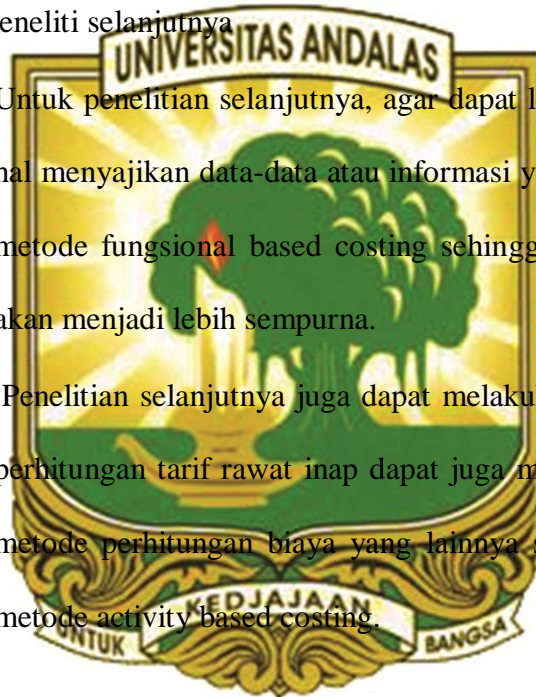 eneliti selanjutnya
UNIVERSITAS ANDALAS
Untuk penelitian selanjutnya, agar dapat l
nal menyajikan data-data atau informasi y
metode fungsional based costing sehingg
akan menjadi lebih sempurna.
Penelitian selanjutnya juga dapat melaku
perhitungan tarif rawat inap dapat juga m
metode perhitungan biaya yang lainnya s
metode activity based costing.
UNTUK KEDJAJAAN BANGSA